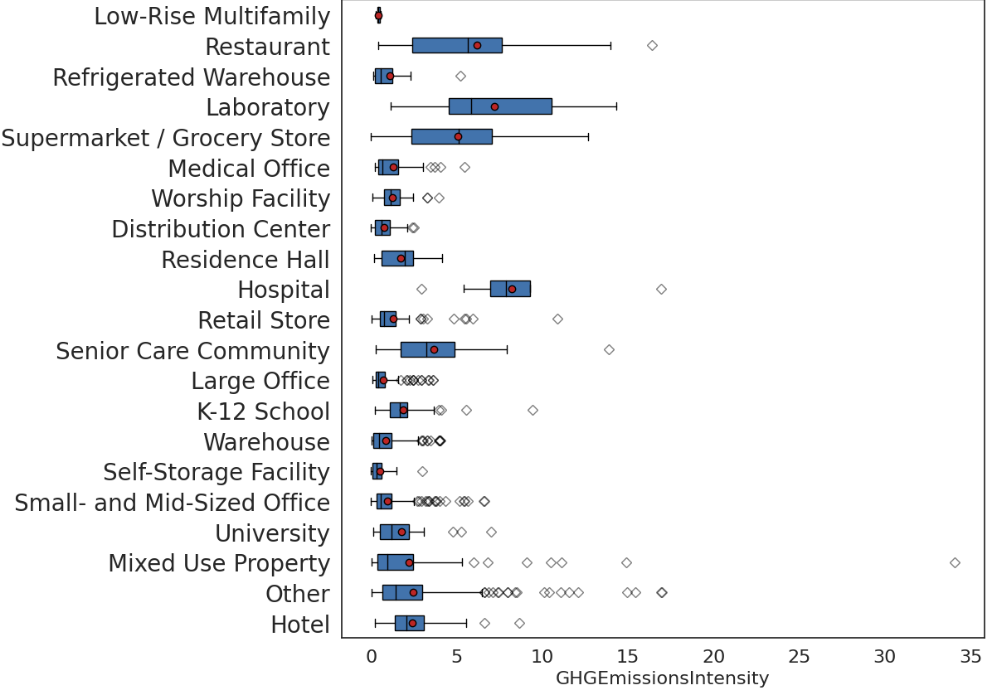 Low-Rise Multifamily
Restaurant
Refrigerated Warehouse
Laboratory
Supermarket / Grocery Store
Medical Office
Worship Facility
Distribution Center
Residence Hall
Hospital
Retail Store
Senior Care Community
Large Office
K-12 School
Warehouse
Self-Storage Facility
Small- and Mid-Sized Office
University
Mixed Use Property
Other
Hotel
0 5 10 15 20 25 30 35
GHGEmissionsIntensity